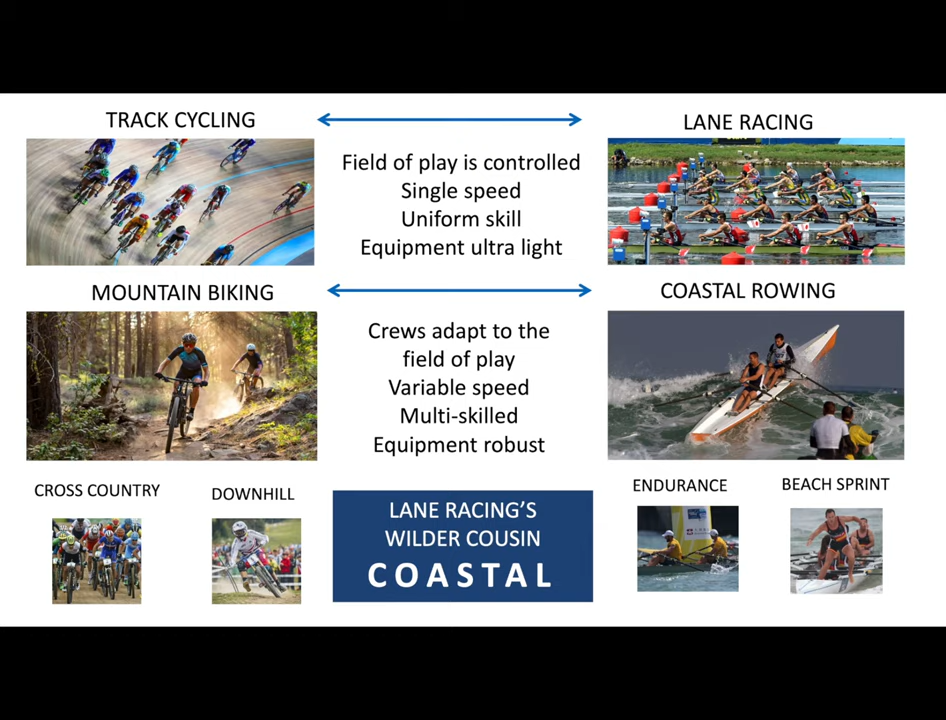 TRACK CYCLING
LANE RACING
Field of play is controlled
Single speed
Uniform skill
Equipment ultra light
MOUNTAIN BIKING
COASTAL ROWING
Crews adapt to the
field of play
Variable speed
Multi-skilled
Equipment robust
CROSS COUNTRY
DOWNHILL
LANE RACING’S
WILDER COUSIN
COASTAL
ENDURANCE
BEACH SPRINT